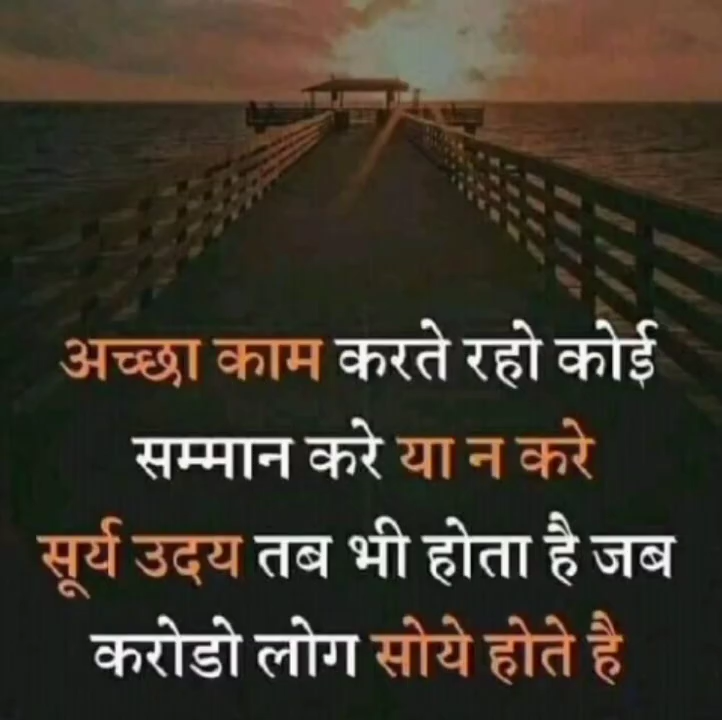 अच्छा काम करते रहो कोई
सम्मान करे या न करे
सूर्य उदय तब भी होता है जब
करोडो लोग सोये होते है